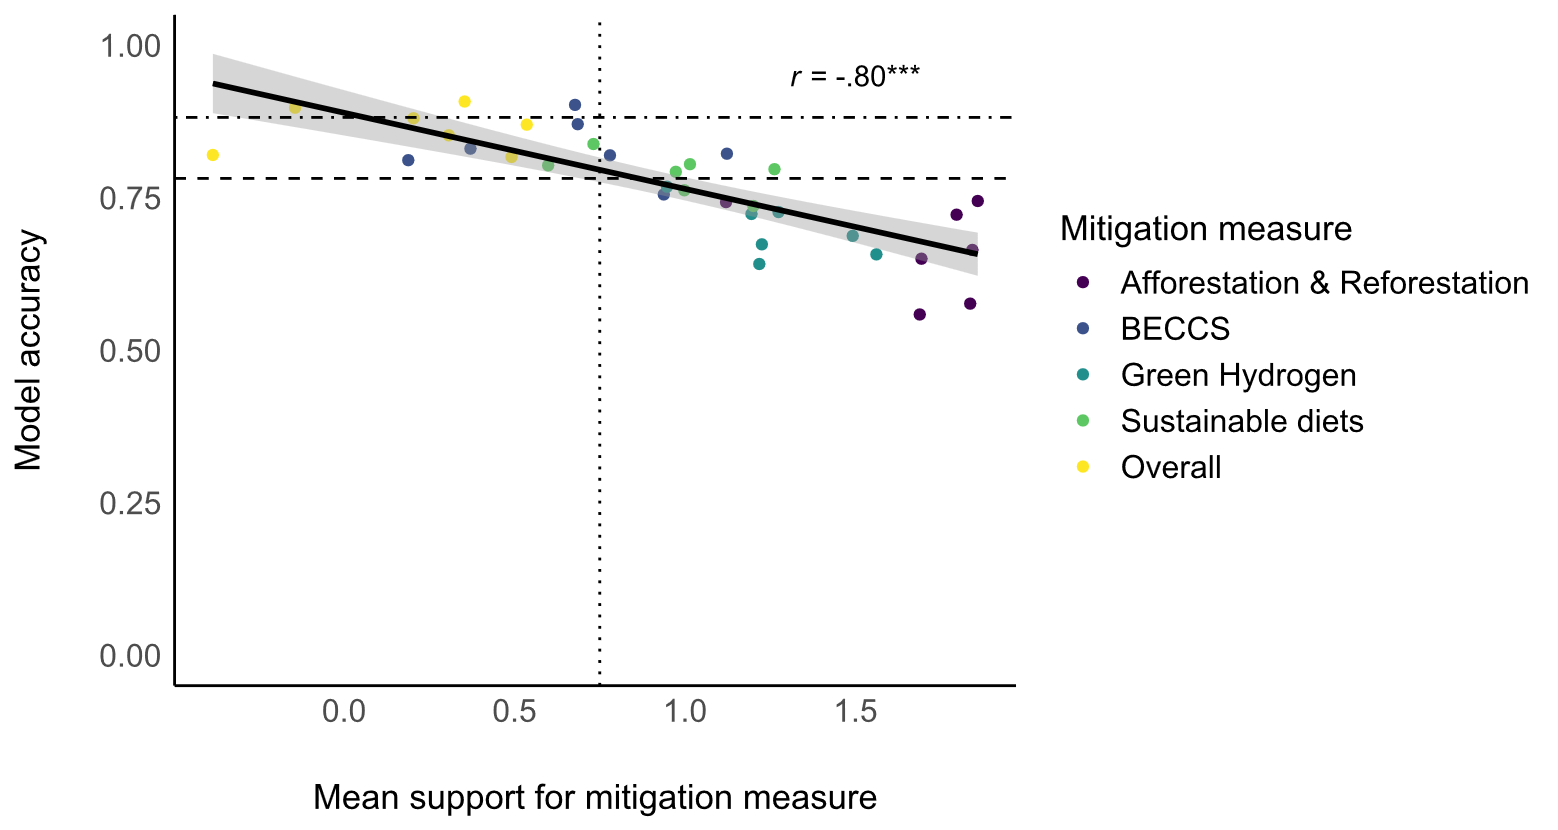 1.00
0.75
0.50
0.25
0.00
Model accuracy
r = -.80***
0.0 0.5 1.0 1.5
Mean support for mitigation measure
Mitigation measure
Afforestation & Reforestation
BECCS
Green Hydrogen
Sustainable diets
Overall